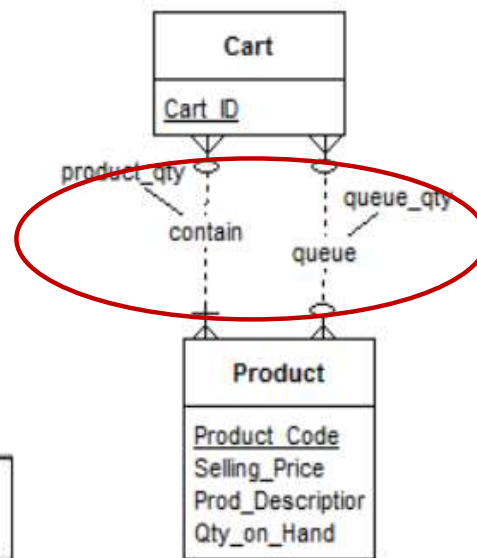 Cart
Cart_ID
product_qty
queue_qty
contain
queue
Product
Product_Code
Selling_Price
Prod_Descriptior
Qty_on_Hand